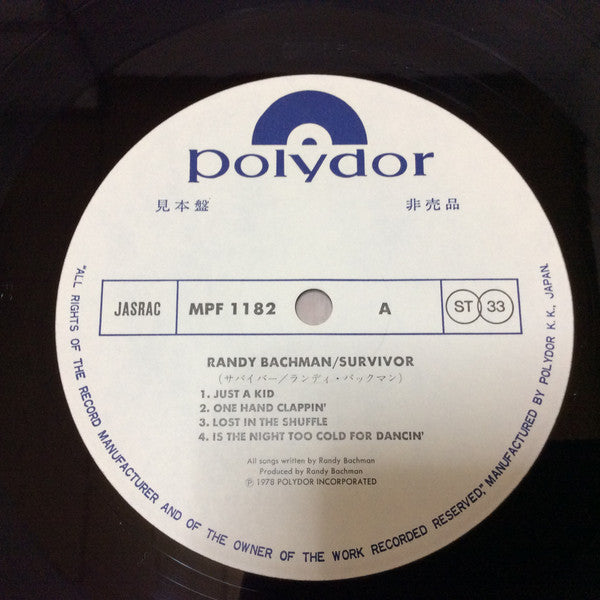 polydor
見本盤
非売品
JASRAC
MPF 1182
A
ST 33
RANDY BACHMAN/SURVIVOR
(サバイバー/ランディ・バックマン)
1. JUST A KID
2. ONE HAND CLAPPIN'
3. LOST IN THE SHUFFLE
4. IS THE NIGHT TOO COLD FOR DANCIN'
All songs written by Randy Bachman
Produced by Randy Bachman
Ⓟ 1978 POLYDOR INCORPORATED
"ALL RIGHTS OF THE RECORD MANUFACTURER AND OF THE OWNER OF THE WORK RECORDED RESERVED," MANUFACTURED BY POLYDOR K.K., JAPAN.